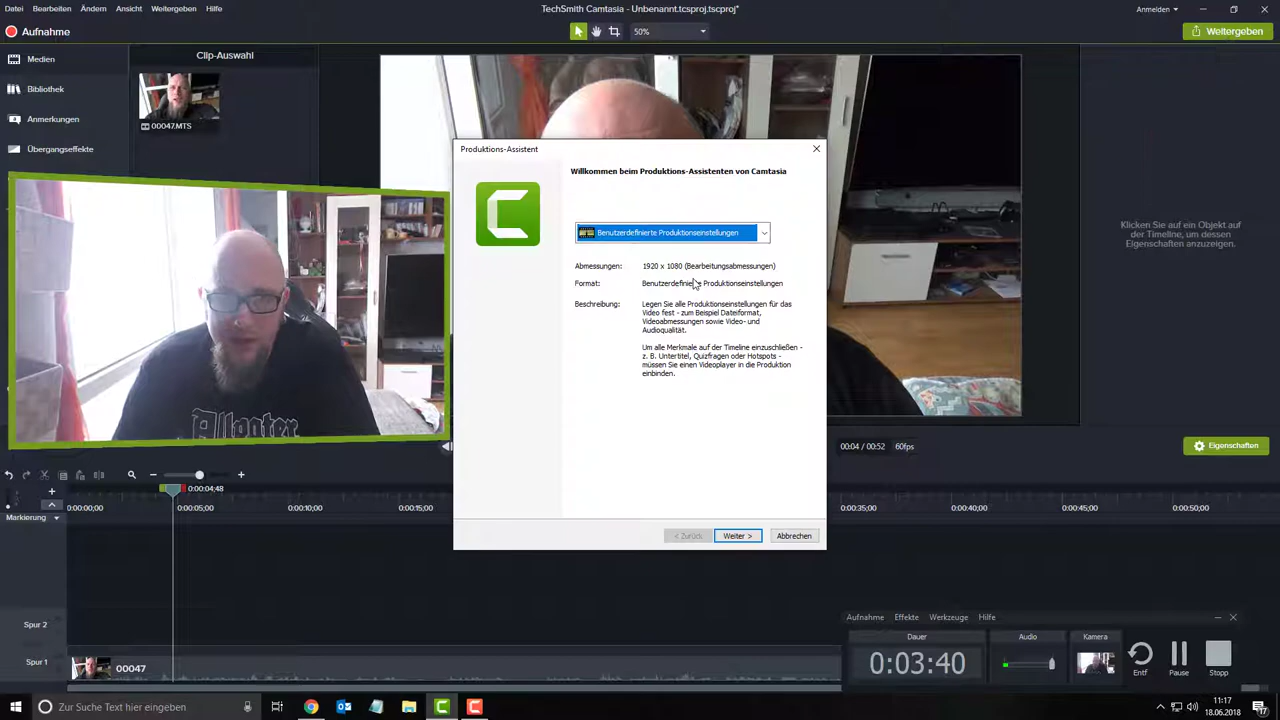 Datei Bearbeiten Ändern Ansicht Weitergeben Hilfe
TechSmith Camtasia - Unbenannt.tcsproj.tscproj*
Anmelden
Aufnahme
50%
Weitergeben
Medien
Clip-Auswahl
Bibliothek
Anmerkungen
Übergangseffekte
00047.MTS
Produktions-Assistent
Willkommen beim Produktions-Assistenten von Camtasia
Benutzerdefinierte Produktionseinstellungen
Abmessungen: 1920 x 1080 (Bearbeitungsabmessungen)
Format: Benutzerdefinierte Produktionseinstellungen
Beschreibung: Legen Sie alle Produktionseinstellungen für das
Video fest - zum Beispiel Dateiformat,
Videoabmessungen sowie Video- und
Audioqualität.
Um alle Merkmale auf der Timeline einzuschließen -
z. B. Untertitel, Quizfragen oder Hotspots -
müssen Sie einen Videoplayer in die Produktion
einbinden.
< Zurück Weiter > Abbrechen
Klicken Sie auf ein Objekt auf
der Timeline, um dessen
Eigenschaften anzuzeigen.
00:04 / 00:52 60fps
Eigenschaften
0:00:04;48
0:00:00;00 0:00:05;00 0:00:10;00 0:00:15;00 0:00:35;00 0:00:40;00 0:00:45;00 0:00:50;00
Markierung
Spur 2
Spur 1
00047
Aufnahme Effekte Werkzeuge Hilfe
Dauer Audio Kamera
0:03:40
Entf Pause Stopp
Zur Suche Text hier eingeben
11:17
18.06.2018